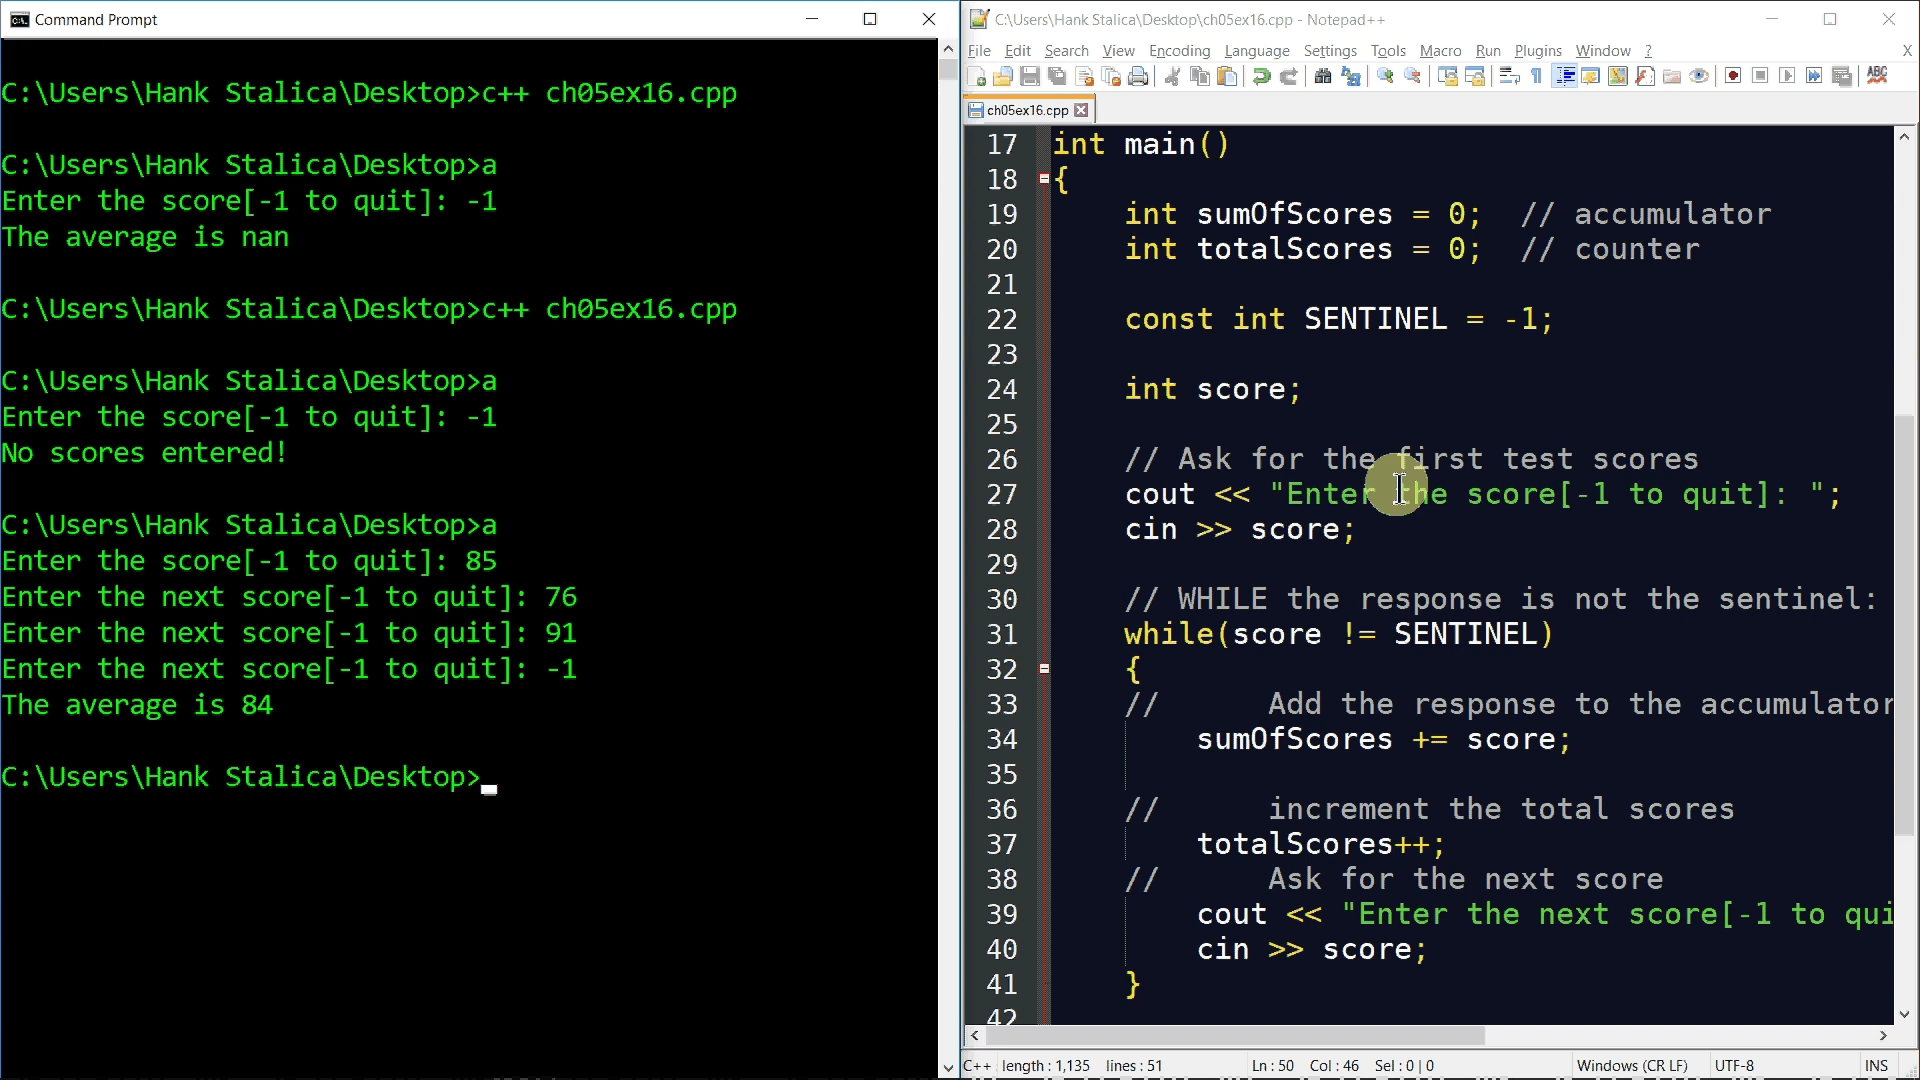 Command Prompt
C:\Users\Hank Stalica\Desktop>c++ ch05ex16.cpp
C:\Users\Hank Stalica\Desktop>a
Enter the score[-1 to quit]: -1
The average is nan
C:\Users\Hank Stalica\Desktop>c++ ch05ex16.cpp
C:\Users\Hank Stalica\Desktop>a
Enter the score[-1 to quit]: -1
No scores entered!
C:\Users\Hank Stalica\Desktop>a
Enter the score[-1 to quit]: 85
Enter the next score[-1 to quit]: 76
Enter the next score[-1 to quit]: 91
Enter the next score[-1 to quit]: -1
The average is 84
C:\Users\Hank Stalica\Desktop>
C:\Users\Hank Stalica\Desktop\ch05ex16.cpp - Notepad++
File Edit Search View Encoding Language Settings Tools Macro Run Plugins Window ? X
ABC
ch05ex16.cpp
17 int main()
18 {
19 int sumOfScores = 0; // accumulator
20 int totalScores = 0; // counter
21
22 const int SENTINEL = -1;
23
24 int score;
25
26 // Ask for the first test scores
27 cout << "Enter the score[-1 to quit]: ";
28 cin >> score;
29
30 // WHILE the response is not the sentinel:
31 while(score != SENTINEL)
32 {
33 // Add the response to the accumulator
34 sumOfScores += score;
35
36 // increment the total scores
37 totalScores++;
38 // Ask for the next score
39 cout << "Enter the next score[-1 to qui
40 cin >> score;
41 }
42
C++ length : 1,135 lines : 51 Ln : 50 Col : 46 Sel : 0 | 0 Windows (CR LF) UTF-8 INS